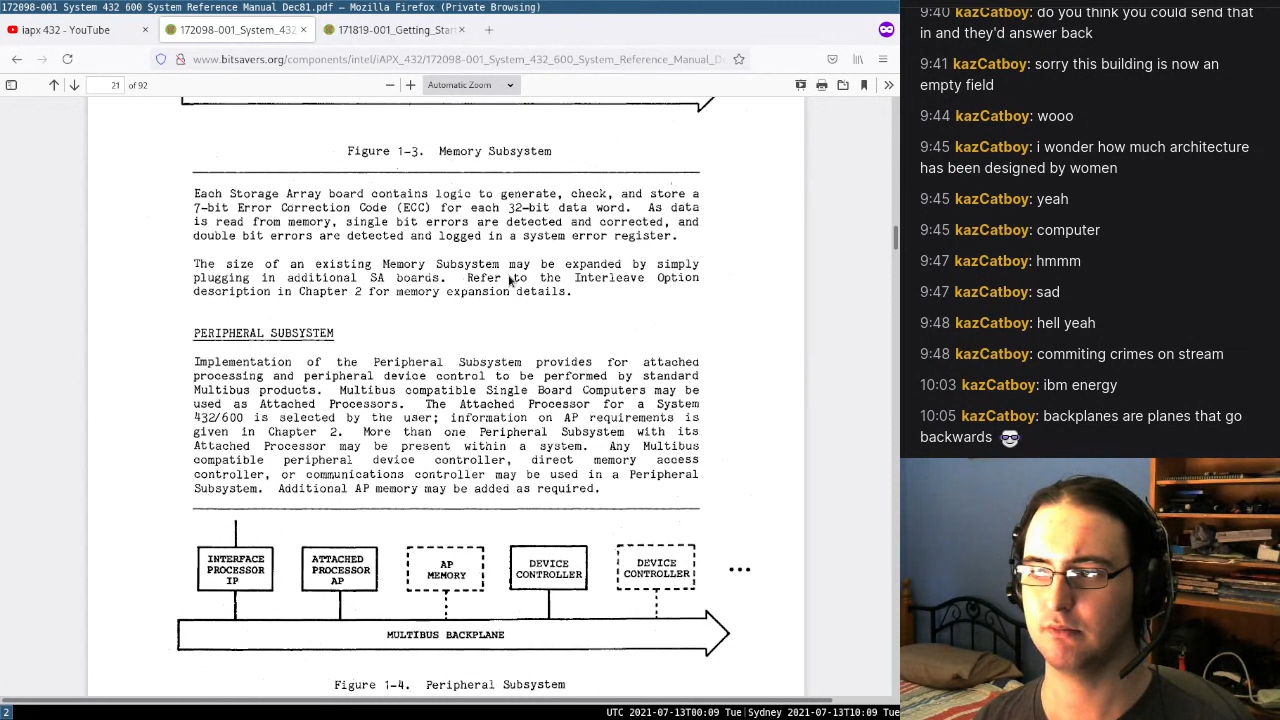 172098-001 System 432 600 System Reference Manual Dec81.pdf - Mozilla Firefox (Private Browsing)
iapx 432 - YouTube
172098-001_System_432
171819-001_Getting_Star
www.bitsavers.org/components/intel/iAPX_432/172098-001_System_432_600_System_Reference_Manual_De
21 of 92
Automatic Zoom
Figure 1-3. Memory Subsystem
Each Storage Array board contains logic to generate, check, and store a
7-bit Error Correction Code (ECC) for each 32-bit data word. As data
is read from memory, single bit errors are detected and corrected, and
double bit errors are detected and logged in a system error register.
The size of an existing Memory Subsystem may be expanded by simply
plugging in additional SA boards. Refer to the Interleave Option
description in Chapter 2 for memory expansion details.
PERIPHERAL SUBSYSTEM
Implementation of the Peripheral Subsystem provides for attached
processing and peripheral device control to be performed by standard
Multibus products. Multibus compatible Single Board Computers may be
used as Attached Processors. The Attached Processor for a System
432/600 is selected by the user; information on AP requirements is
given in Chapter 2. More than one Peripheral Subsystem with its
Attached Processor may be present within a system. Any Multibus
compatible peripheral device controller, direct memory access
controller, or communications controller may be used in a Peripheral
Subsystem. Additional AP memory may be added as required.
INTERFACE
PROCESSOR
IP
ATTACHED
PROCESSOR
AP
AP
MEMORY
DEVICE
CONTROLLER
DEVICE
CONTROLLER
...
MULTIBUS BACKPLANE
Figure 1-4. Peripheral Subsystem
2
UTC 2021-07-13T00:09 Tue|Sydney 2021-07-13T10:09 Tue
9:40 kazCatboy: do you think you could send that
in and they'd answer back
9:41 kazCatboy: sorry this building is now an
empty field
9:44 kazCatboy: wooo
9:45 kazCatboy: i wonder how much architecture
has been designed by women
9:45 kazCatboy: yeah
9:45 kazCatboy: computer
9:47 kazCatboy: hmmm
9:47 kazCatboy: sad
9:48 kazCatboy: hell yeah
9:48 kazCatboy: commiting crimes on stream
10:03 kazCatboy: ibm energy
10:05 kazCatboy: backplanes are planes that go
backwards